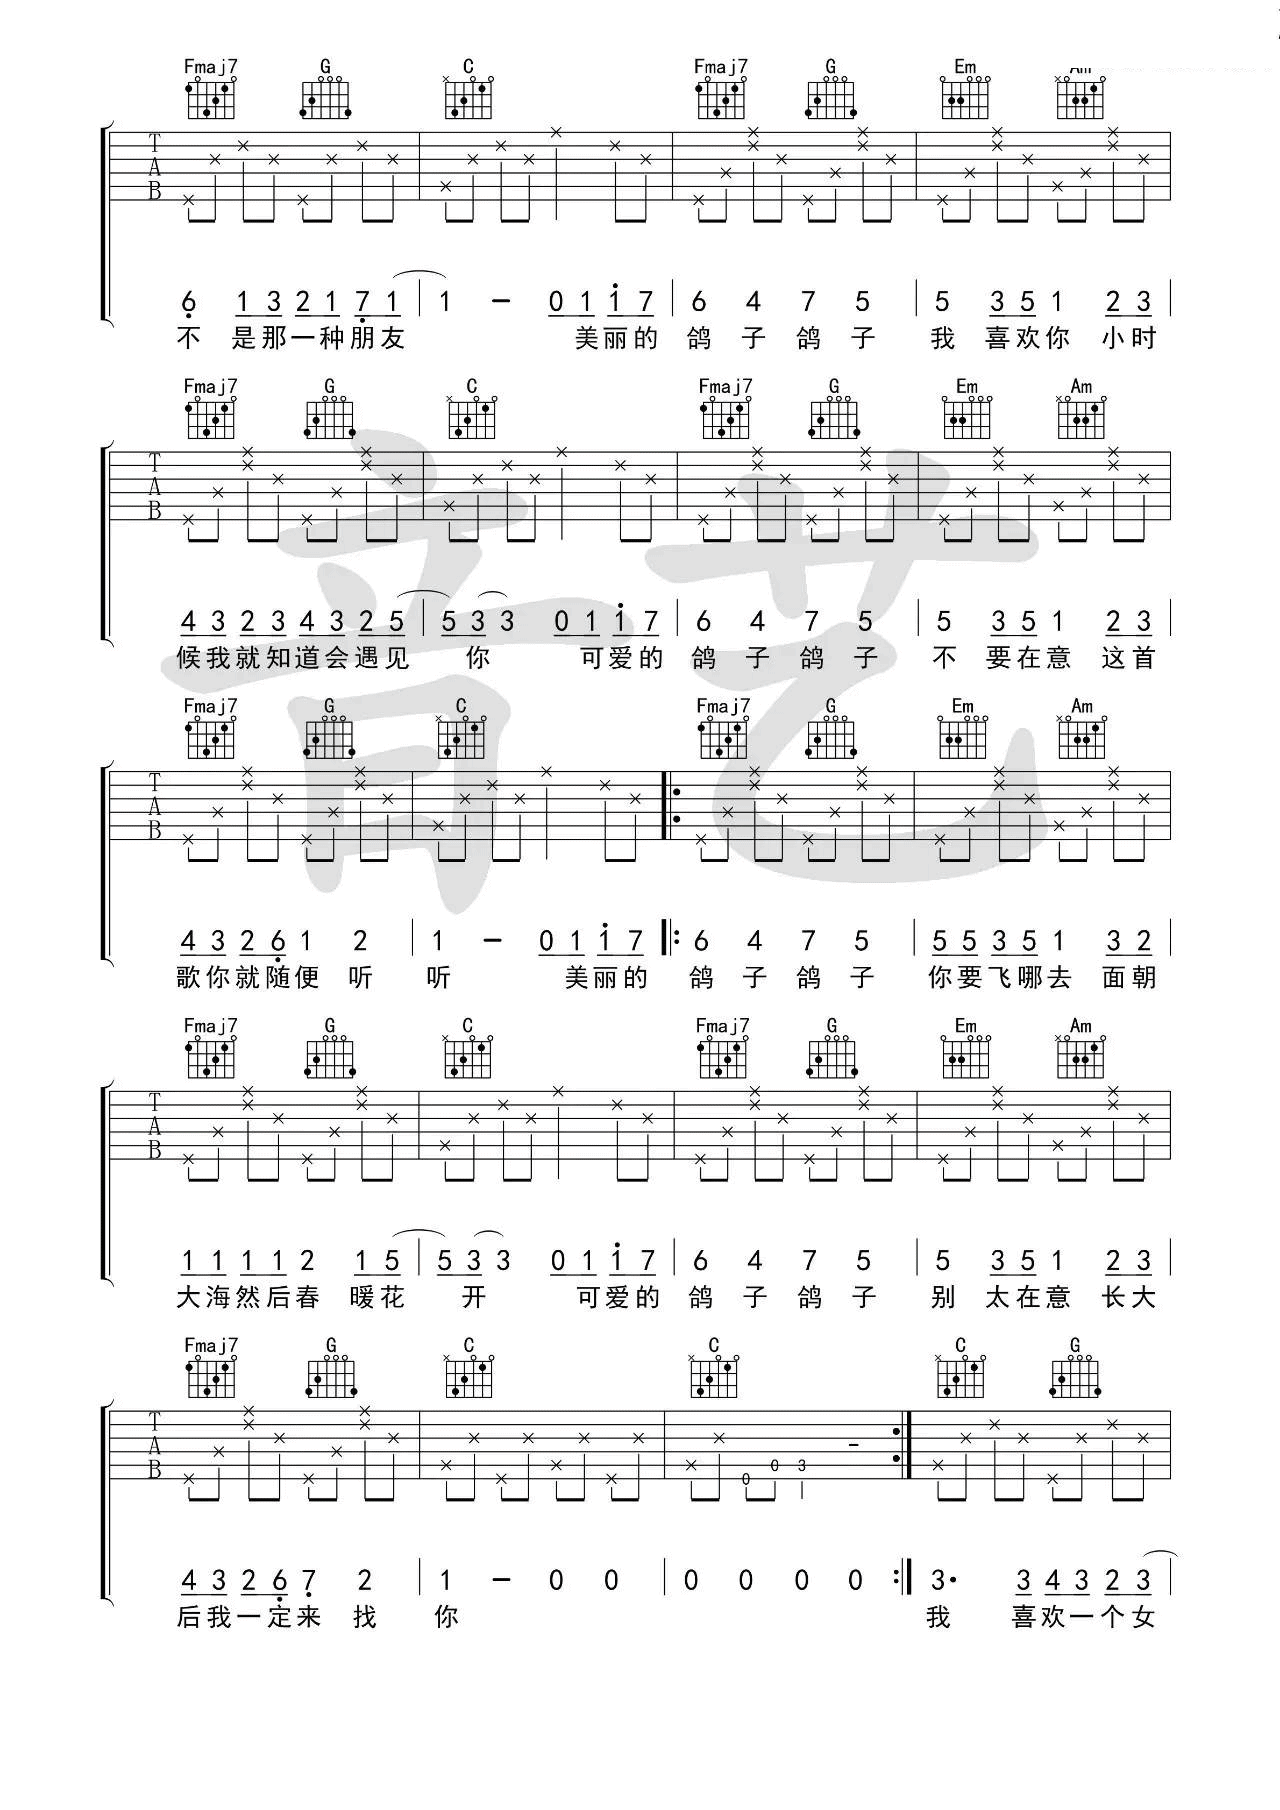 Fmaj7 G C Fmaj7 G Em Am
T A B
6 1 3 2 1 7 1 | 1 - 0 1 1 7 | 6 4 7 5 | 5 3 5 1 2 3
不是那一种朋友 美丽的 鸽子鸽子 我喜欢你 小时
Fmaj7 G C Fmaj7 G Em Am
T A B
4 3 2 3 4 3 2 5 | 5 3 3 0 1 1 7 | 6 4 7 5 | 5 3 5 1 2 3
候我就知道会遇见 你 可爱的 鸽子鸽子 不要在意 这首
Fmaj7 G C Fmaj7 G Em Am
T A B
4 3 2 6 1 2 | 1 - 0 1 1 7 |: 6 4 7 5 | 5 5 3 5 1 3 2
歌你就随便 听 听 美丽的 鸽子鸽子 你要飞哪去 面朝
Fmaj7 G C Fmaj7 G Em Am
T A B
1 1 1 1 2 1 5 | 5 3 3 0 1 1 7 | 6 4 7 5 | 5 3 5 1 2 3
大海然后春 暖花 开 可爱的 鸽子鸽子 别太在意 长大
Fmaj7 G C C C G
T A B 0 0 3 -
4 3 2 6 7 2 | 1 - 0 0 | 0 0 0 0 :| 3· 3 4 3 2 3
后我一定来 找 你 我 喜欢一个女
音艺